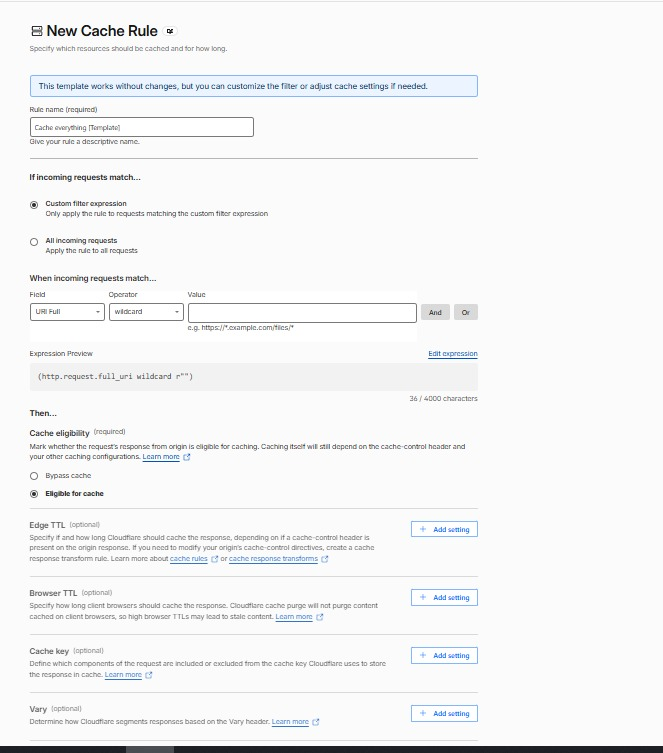 New Cache Rule
Specify which resources should be cached and for how long.
This template works without changes, but you can customize the filter or adjust cache settings if needed.
Rule name (required)
Cache everything [Template]
Give your rule a descriptive name.
If incoming requests match...
Custom filter expression
Only apply the rule to requests matching the custom filter expression
All incoming requests
Apply the rule to all requests
When incoming requests match...
Field Operator Value
URI Full wildcard And Or
e.g. https://*.example.com/files/*
Expression Preview Edit expression
(http.request.full_uri wildcard r"")
36 / 4000 characters
Then...
Cache eligibility (required)
Mark whether the request's response from origin is eligible for caching. Caching itself will still depend on the cache-control header and
your other caching configurations. Learn more
Bypass cache
Eligible for cache
Edge TTL (optional) Add setting
Specify if and how long Cloudflare should cache the response, depending on if a cache-control header is
present on the origin response. If you need to modify your origin's cache-control directives, create a cache
response transform rule. Learn more about cache rules or cache response transforms
Browser TTL (optional) Add setting
Specify how long client browsers should cache the response. Cloudflare cache purge will not purge content
cached on client browsers, so high browser TTLs may lead to stale content. Learn more
Cache key (optional) Add setting
Define which components of the request are included or excluded from the cache key Cloudflare uses to store
the response in cache. Learn more
Vary (optional) Add setting
Determine how Cloudflare segments responses based on the Vary header. Learn more